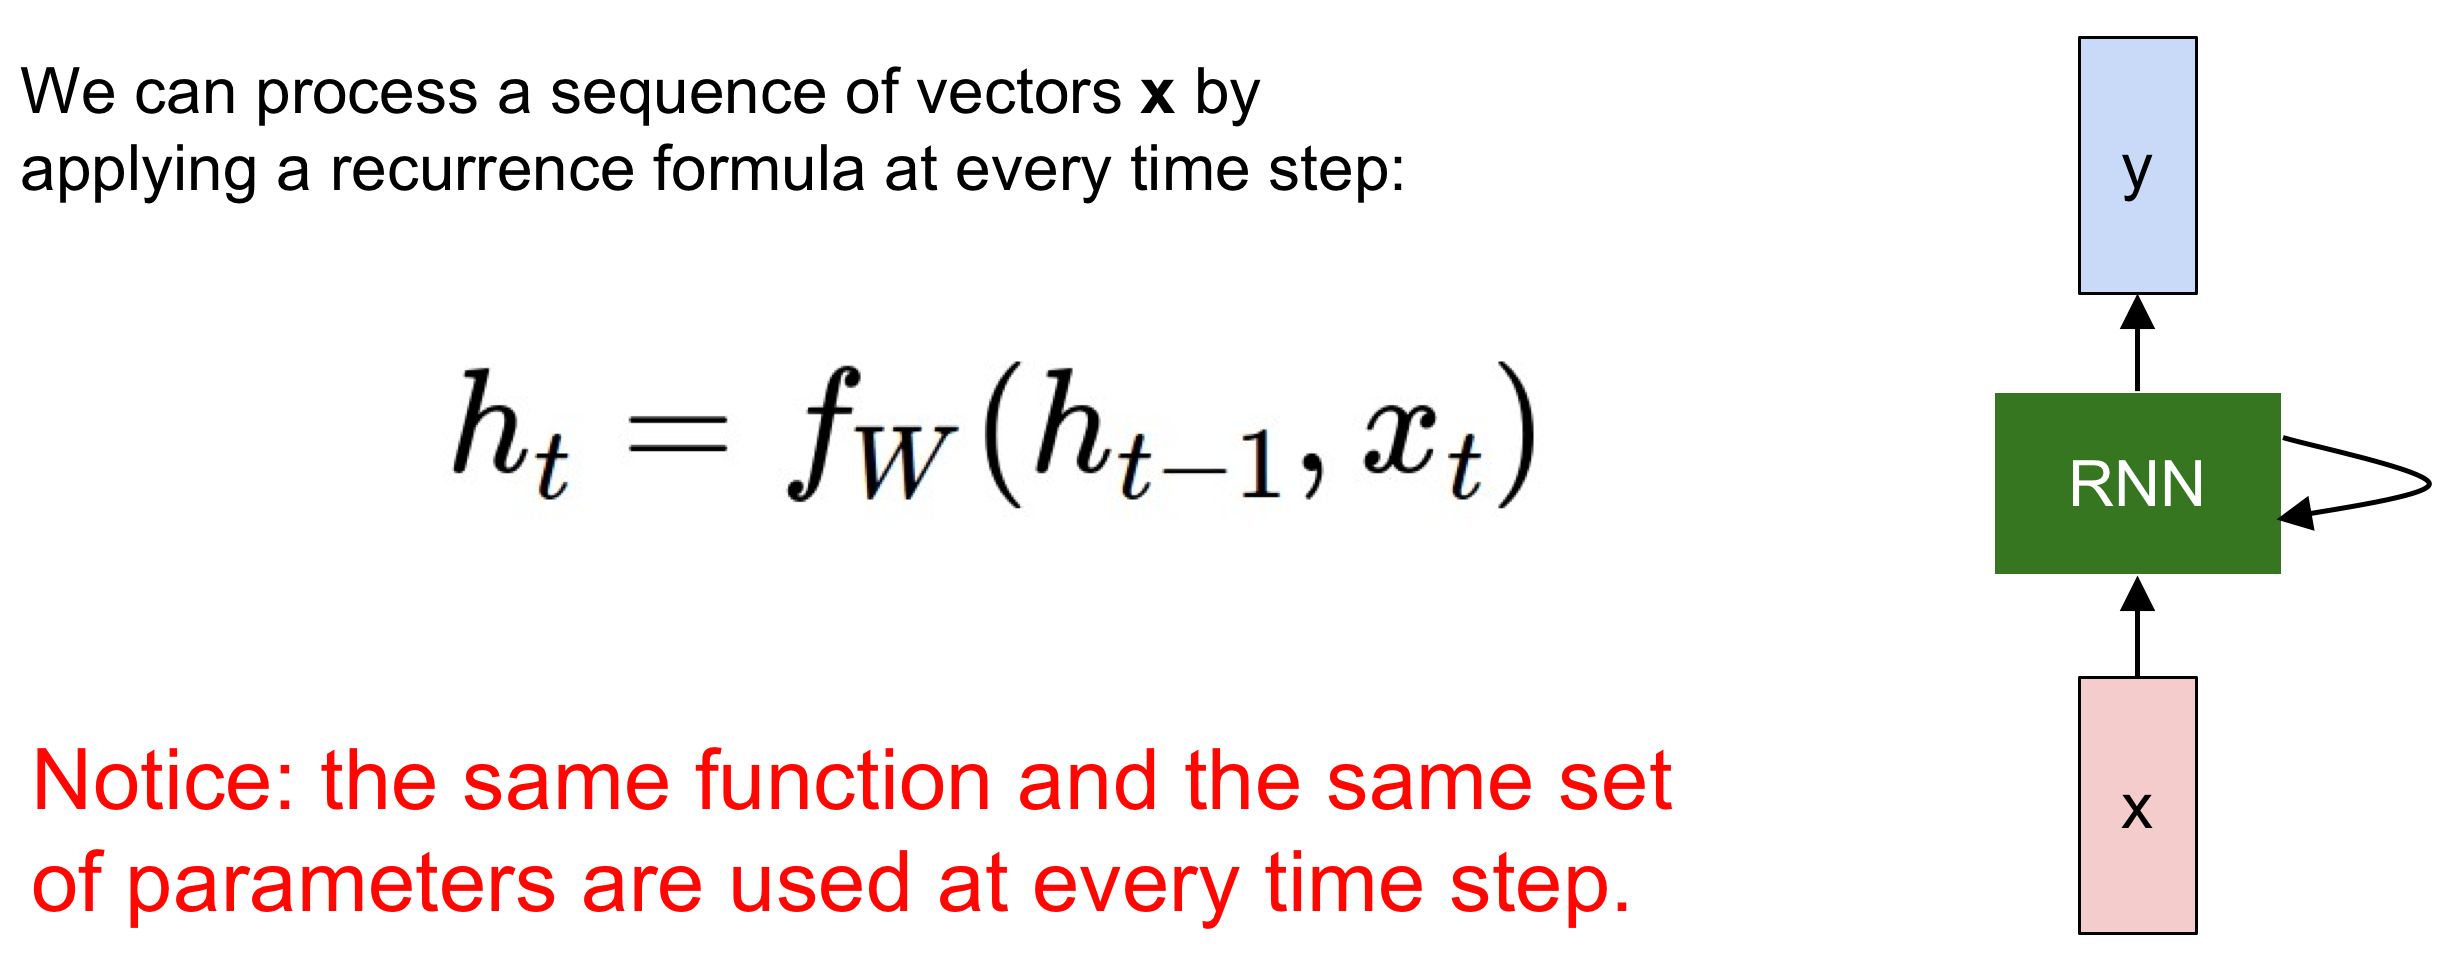 We can process a sequence of vectors x by
applying a recurrence formula at every time step:
y
h_t = f_W(h_{t-1}, x_t)
RNN
Notice: the same function and the same set
of parameters are used at every time step.
x